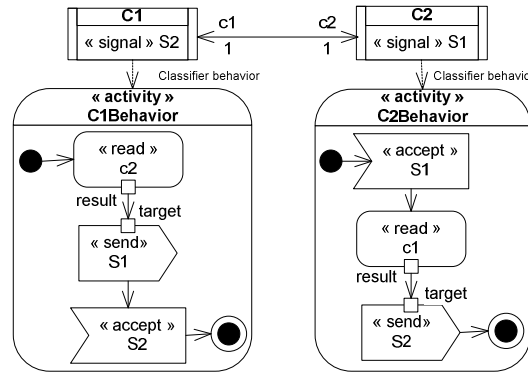 C1
« signal » S2
c1
1
c2
1
C2
« signal » S1
Classifier behavior
Classifier behavior
« activity »
C1Behavior
« read »
c2
result
target
« send»
S1
« accept »
S2
« activity »
C2Behavior
« accept »
S1
« read »
c1
result
target
« send»
S2